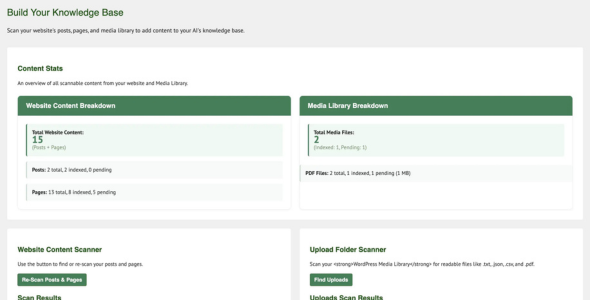 Build Your Knowledge Base
Scan your website's posts, pages, and media library to add content to your AI's knowledge base.
Content Stats
An overview of all scannable content from your website and Media Library.
Website Content Breakdown
Total Website Content:
15
(Posts + Pages)
Posts: 2 total, 2 indexed, 0 pending
Pages: 13 total, 8 indexed, 5 pending
Media Library Breakdown
Total Media Files:
2
(Indexed: 1, Pending: 1)
PDF Files: 2 total, 1 indexed, 1 pending (1 MB)
Website Content Scanner
Use the button to find or re-scan your posts and pages.
Re-Scan Posts & Pages
Scan Results
Upload Folder Scanner
Scan your <strong>WordPress Media Library</strong> for readable files like .txt, .json, .csv, and .pdf.
Find Uploads
Uploads Scan Results